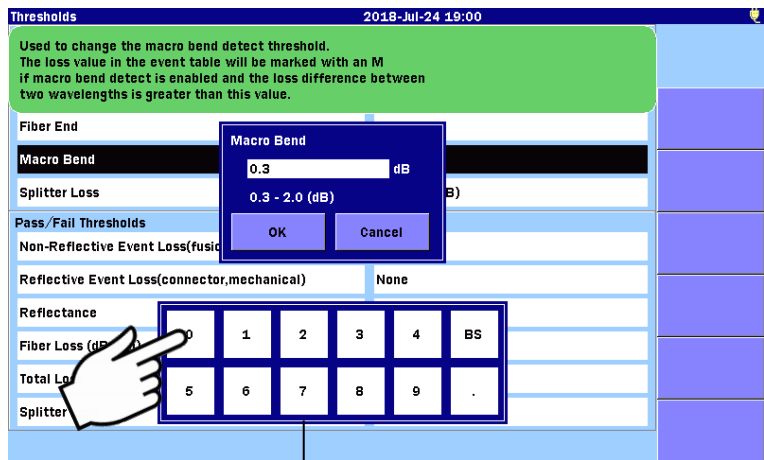 Thresholds 2018-Jul-24 19:00
Used to change the macro bend detect threshold.
The loss value in the event table will be marked with an M
if macro bend detect is enabled and the loss difference between
two wavelengths is greater than this value.
Fiber End
Macro Bend
Splitter Loss B)
Macro Bend
0.3 dB
0.3 - 2.0 (dB)
OK Cancel
Pass/Fail Thresholds
Non-Reflective Event Loss(fusio
Reflective Event Loss(connector,mechanical) None
Reflectance
Fiber Loss (dB
Total Lo
Splitter
0 1 2 3 4 BS
5 6 7 8 9 .